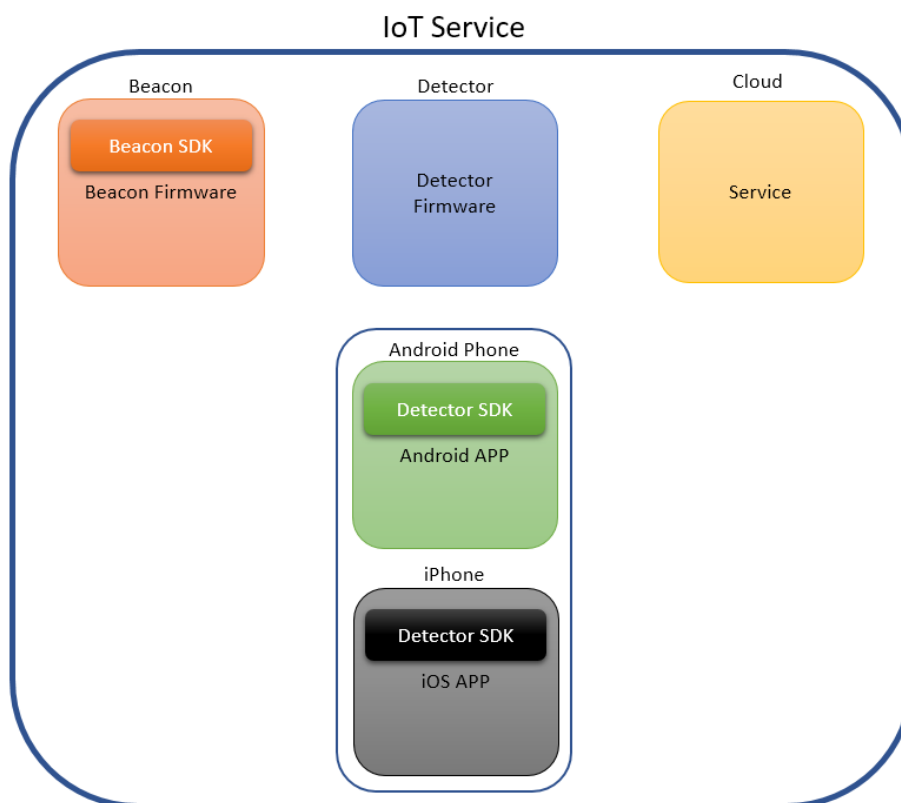 IoT Service
Beacon
Detector
Cloud
Beacon SDK
Beacon Firmware
Detector
Firmware
Service
Android Phone
Detector SDK
Android APP
iPhone
Detector SDK
iOS APP